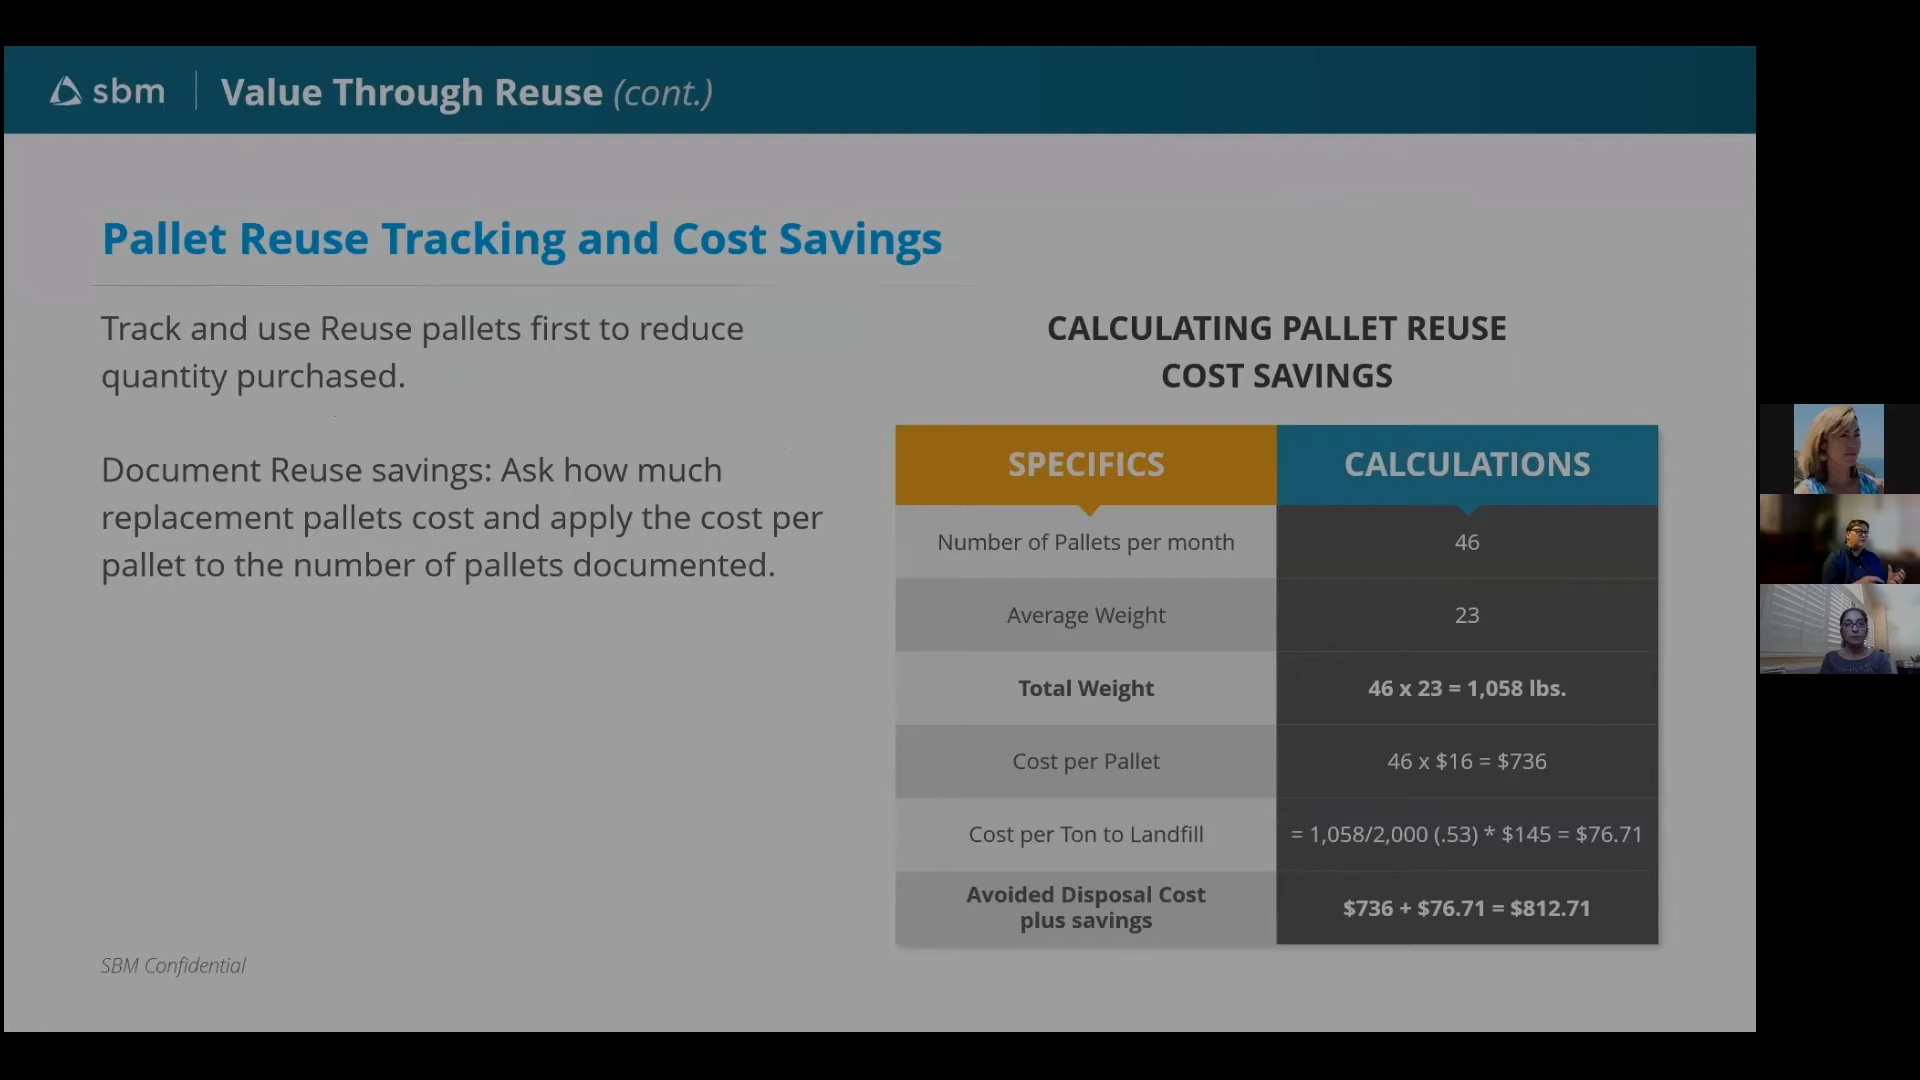 sbm
Value Through Reuse (cont.)
Pallet Reuse Tracking and Cost Savings
Track and use Reuse pallets first to reduce
quantity purchased.
Document Reuse savings: Ask how much
replacement pallets cost and apply the cost per
pallet to the number of pallets documented.
CALCULATING PALLET REUSE
COST SAVINGS
SPECIFICS CALCULATIONS
Number of Pallets per month 46
Average Weight 23
Total Weight 46 x 23 = 1,058 lbs.
Cost per Pallet 46 x $16 = $736
Cost per Ton to Landfill = 1,058/2,000 (.53) * $145 = $76.71
Avoided Disposal Cost
plus savings
$736 + $76.71 = $812.71
SBM Confidential